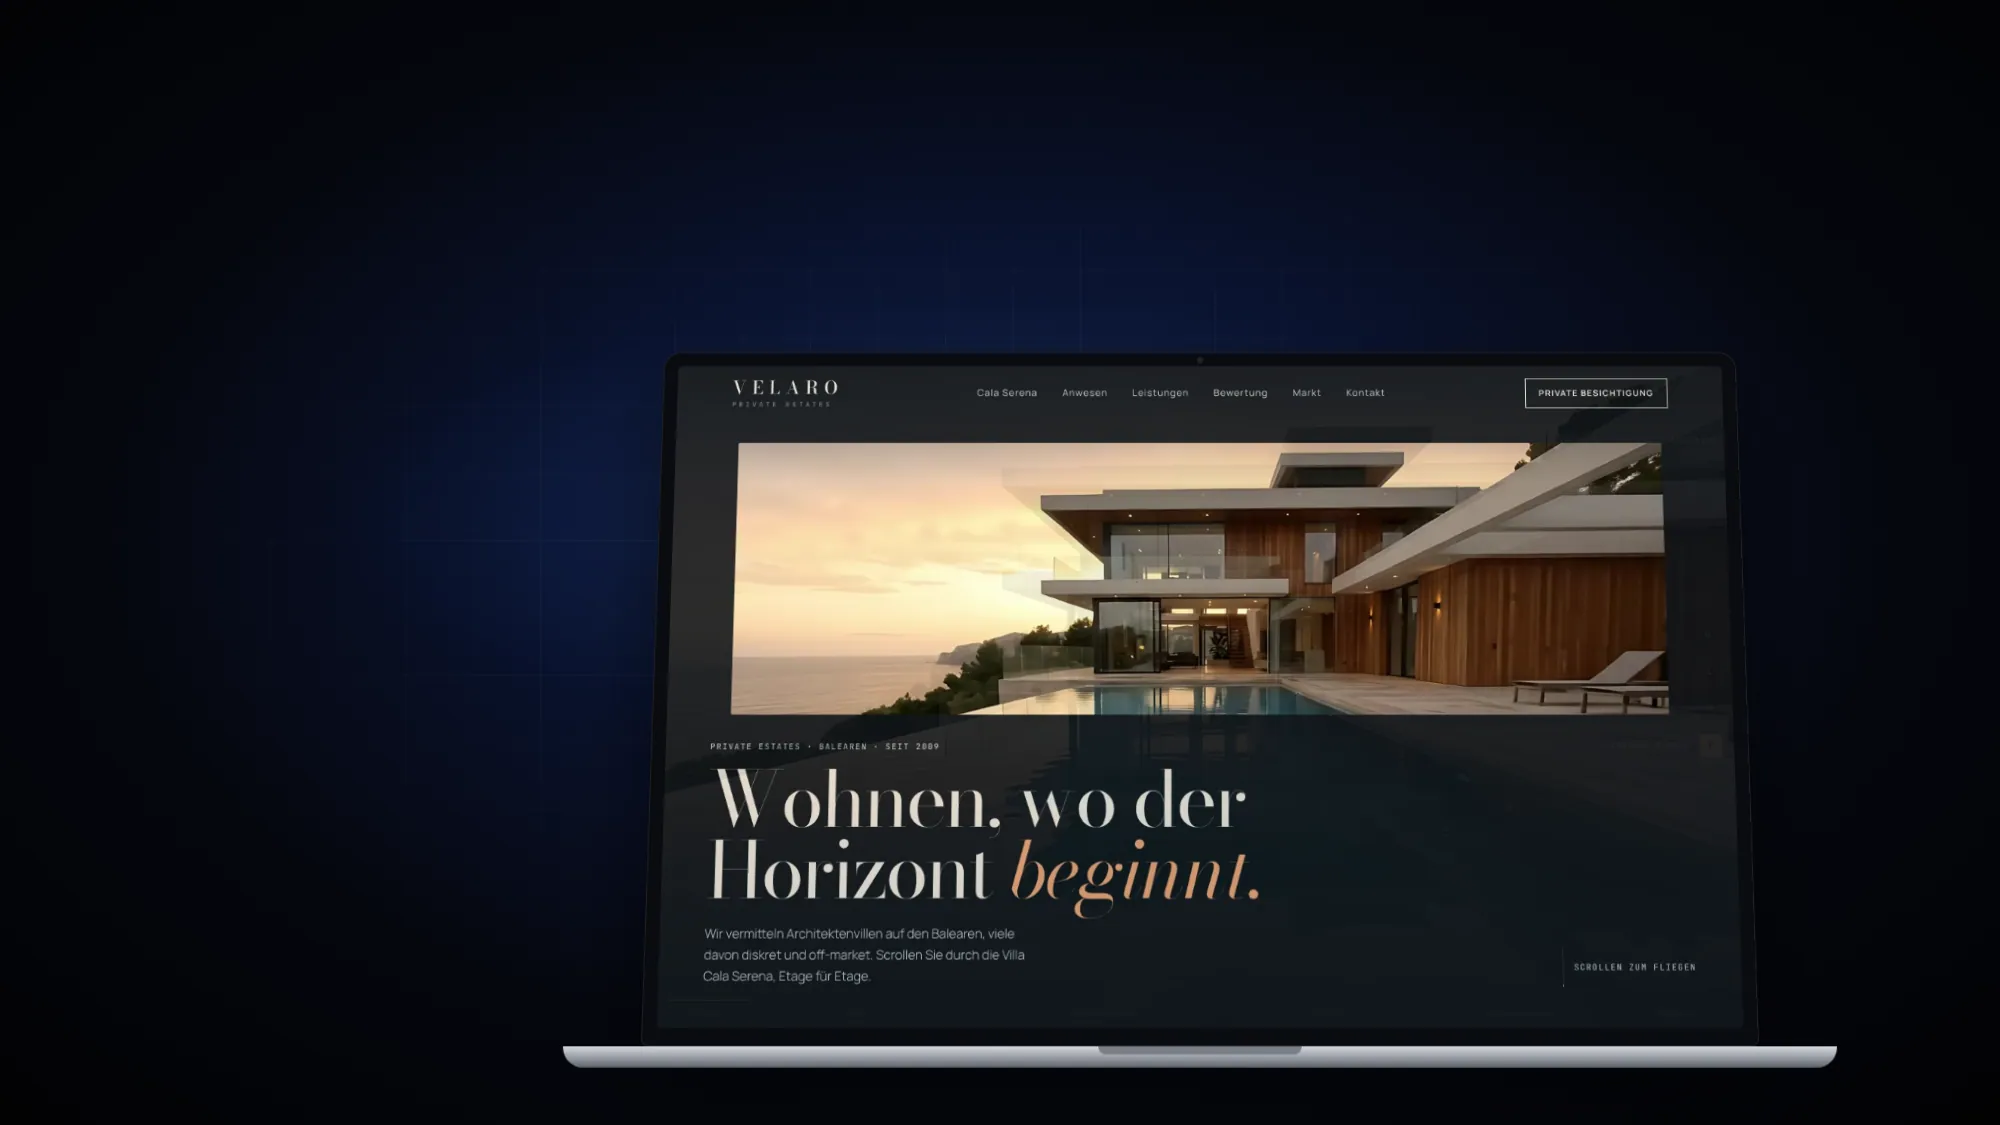 VELARO
PRIVATE ESTATES
Cala Serena Anwesen Leistungen Bewertung Markt Kontakt
PRIVATE BESICHTIGUNG
PRIVATE ESTATES · BALEAREN · SEIT 2009
Wohnen, wo der
Horizont beginnt.
Wir vermitteln Architektenvillen auf den Balearen, viele
davon diskret und off-market. Scrollen Sie durch die Villa
Cala Serena, Etage für Etage.
SCROLLEN ZUM FLIEGEN